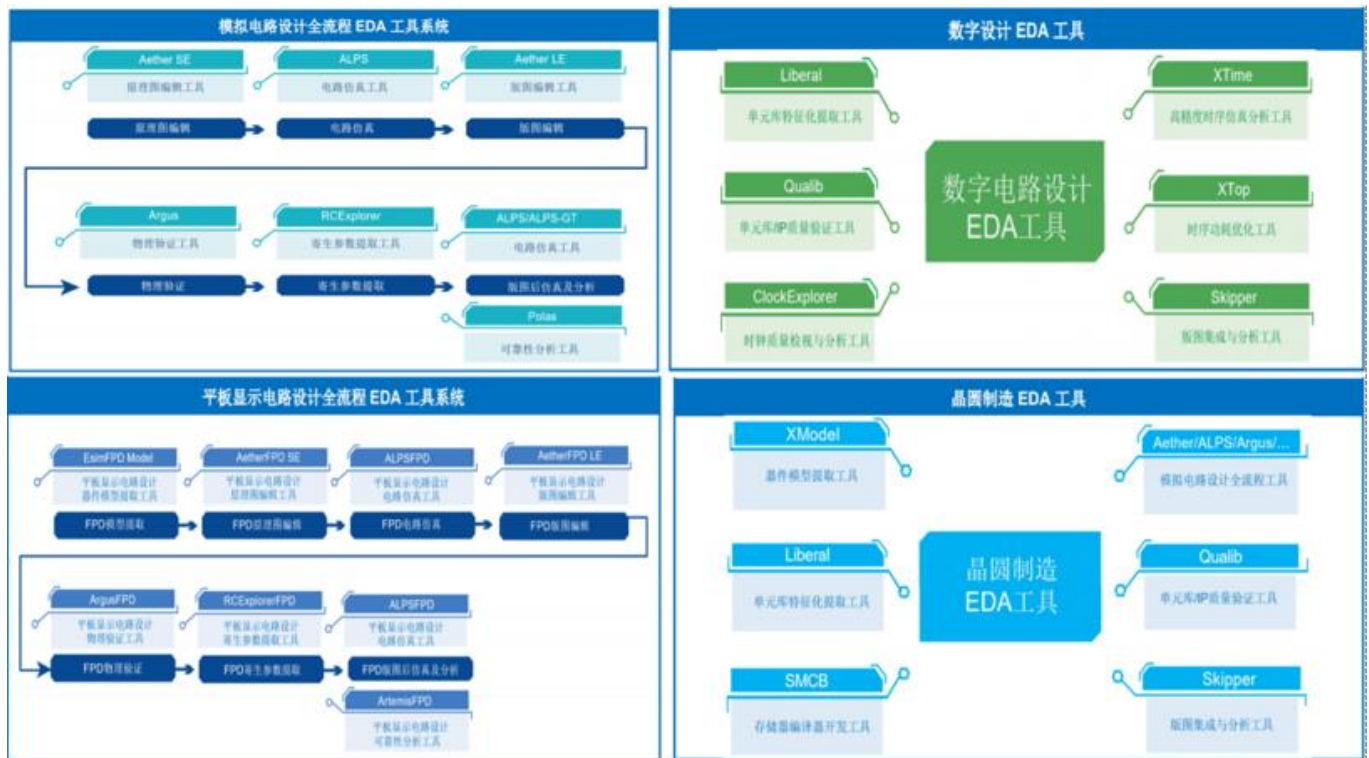 模拟电路设计全流程 EDA 工具系统
Aether SE
原理图编辑工具
ALPS
电路仿真工具
Aether LE
版图编辑工具
原理图编辑
电路仿真
版图编辑
Argus
物理验证工具
RCExplorer
寄生参数提取工具
ALPS/ALPS-GT
电路仿真工具
物理验证
寄生参数提取
版图后仿真及分析
Polas
可靠性分析工具
数字设计 EDA 工具
Liberal
单元库特征化提取工具
XTime
高精度时序仿真分析工具
Qualib
单元库/IP质量验证工具
数字电路设计
EDA工具
XTop
时序功耗优化工具
ClockExplorer
时钟质量检视与分析工具
Skipper
版图集成与分析工具
平板显示电路设计全流程 EDA 工具系统
EsimFPD Model
平板显示电路设计
器件模型提取工具
AetherFPD SE
平板显示电路设计
原理图编辑工具
ALPSFPD
平板显示电路设计
电路仿真工具
AetherFPD LE
平板显示电路设计
版图编辑工具
FPD模型提取
FPD原理图编辑
FPD电路仿真
FPD版图编辑
ArgusFPD
平板显示电路设计
物理验证工具
RCExplorerFPD
平板显示电路设计
寄生参数提取工具
ALPSFPD
平板显示电路设计
电路仿真工具
FPD物理验证
FPD寄生参数提取
FPD版图后仿真及分析
ArtemisFPD
平板显示电路设计
可靠性分析工具
晶圆制造 EDA 工具
XModel
器件模型提取工具
Aether/ALPS/Argus/...
模拟电路设计全流程工具
Liberal
单元库特征化提取工具
晶圆制造
EDA工具
Qualib
单元库/IP质量验证工具
SMCB
存储器编译器开发工具
Skipper
版图集成与分析工具